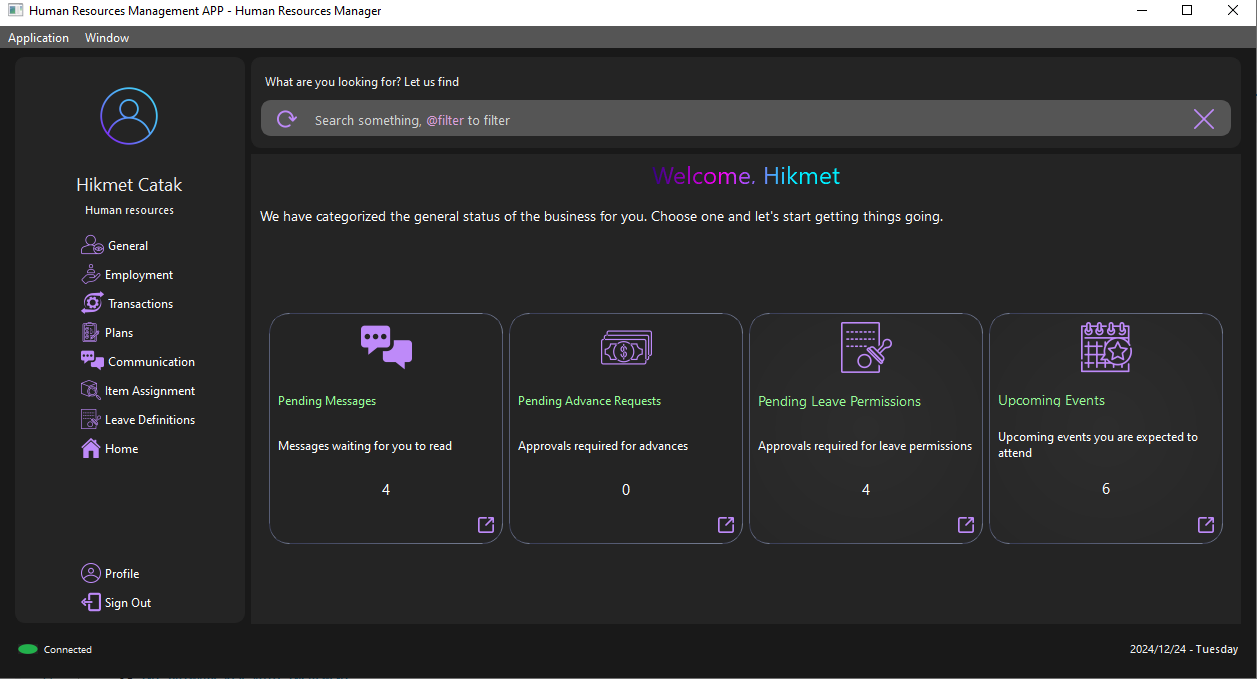 Human Resources Management APP - Human Resources Manager
Application Window
Hikmet Catak
Human resources
General
Employment
Transactions
Plans
Communication
Item Assignment
Leave Definitions
Home
Profile
Sign Out
What are you looking for? Let us find
Search something, @filter to filter
Welcome, Hikmet
We have categorized the general status of the business for you. Choose one and let's start getting things going.
Pending Messages
Messages waiting for you to read
4
Pending Advance Requests
Approvals required for advances
0
Pending Leave Permissions
Approvals required for leave permissions
4
Upcoming Events
Upcoming events you are expected to
attend
6
Connected
2024/12/24 - Tuesday